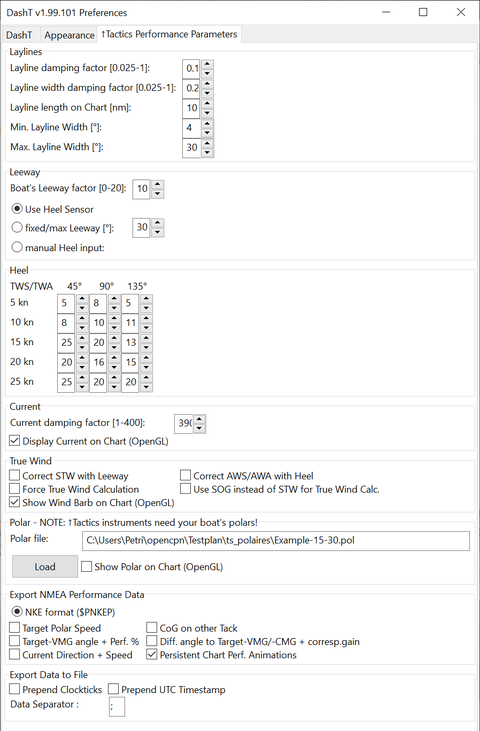 DashT v1.99.101 Preferences
DashT Appearance †Tactics Performance Parameters
Laylines
Layline damping factor [0.025-1]: 0.1
Layline width damping factor [0.025-1]: 0.2
Layline length on Chart [nm]: 10
Min. Layline Width [°]: 4
Max. Layline Width [°]: 30
Leeway
Boat's Leeway factor [0-20]: 10
Use Heel Sensor
fixed/max Leeway [°]: 30
manual Heel input:
Heel
TWS/TWA 45° 90° 135°
5 kn 5 8 5
10 kn 8 10 11
15 kn 25 20 13
20 kn 20 16 15
25 kn 25 20 20
Current
Current damping factor [1-400]: 390
Display Current on Chart (OpenGL)
True Wind
Correct STW with Leeway Correct AWS/AWA with Heel
Force True Wind Calculation Use SOG instead of STW for True Wind Calc.
Show Wind Barb on Chart (OpenGL)
Polar - NOTE: †Tactics instruments need your boat's polars!
Polar file: C:\Users\Petri\opencpn\Testplan\ts_polaires\Example-15-30.pol
Load Show Polar on Chart (OpenGL)
Export NMEA Performance Data
NKE format ($PNKEP)
Target Polar Speed CoG on other Tack
Target-VMG angle + Perf. % Diff. angle to Target-VMG/-CMG + corresp.gain
Current Direction + Speed Persistent Chart Perf. Animations
Export Data to File
Prepend Clockticks Prepend UTC Timestamp
Data Separator : ;